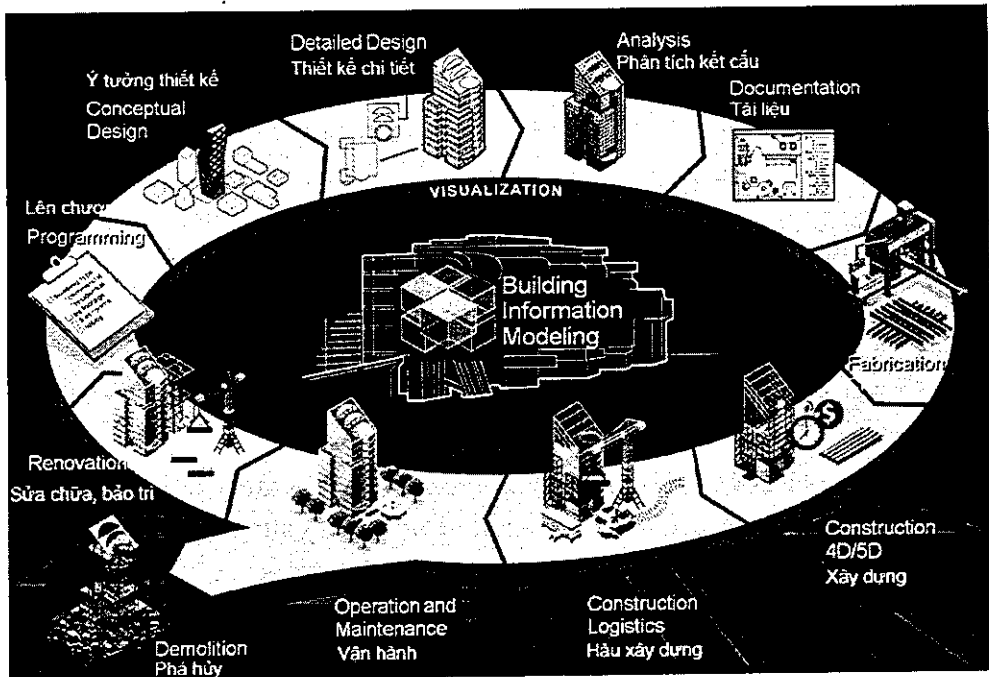 Ý tưởng thiết kế
Conceptual
Design
Detailed Design
Thiết kế chi tiết
Analysis
Phân tích kết cấu
Documentation
Tài liệu
VISUALIZATION
Lên chươ
Programming
Building
Information
Modeling
Fabrication
Renovation
Sửa chữa, bảo trì
Construction
4D/5D
Xây dựng
Construction
Logistics
Hậu xây dựng
Operation and
Maintenance
Vận hành
Demolition
Phá hủy